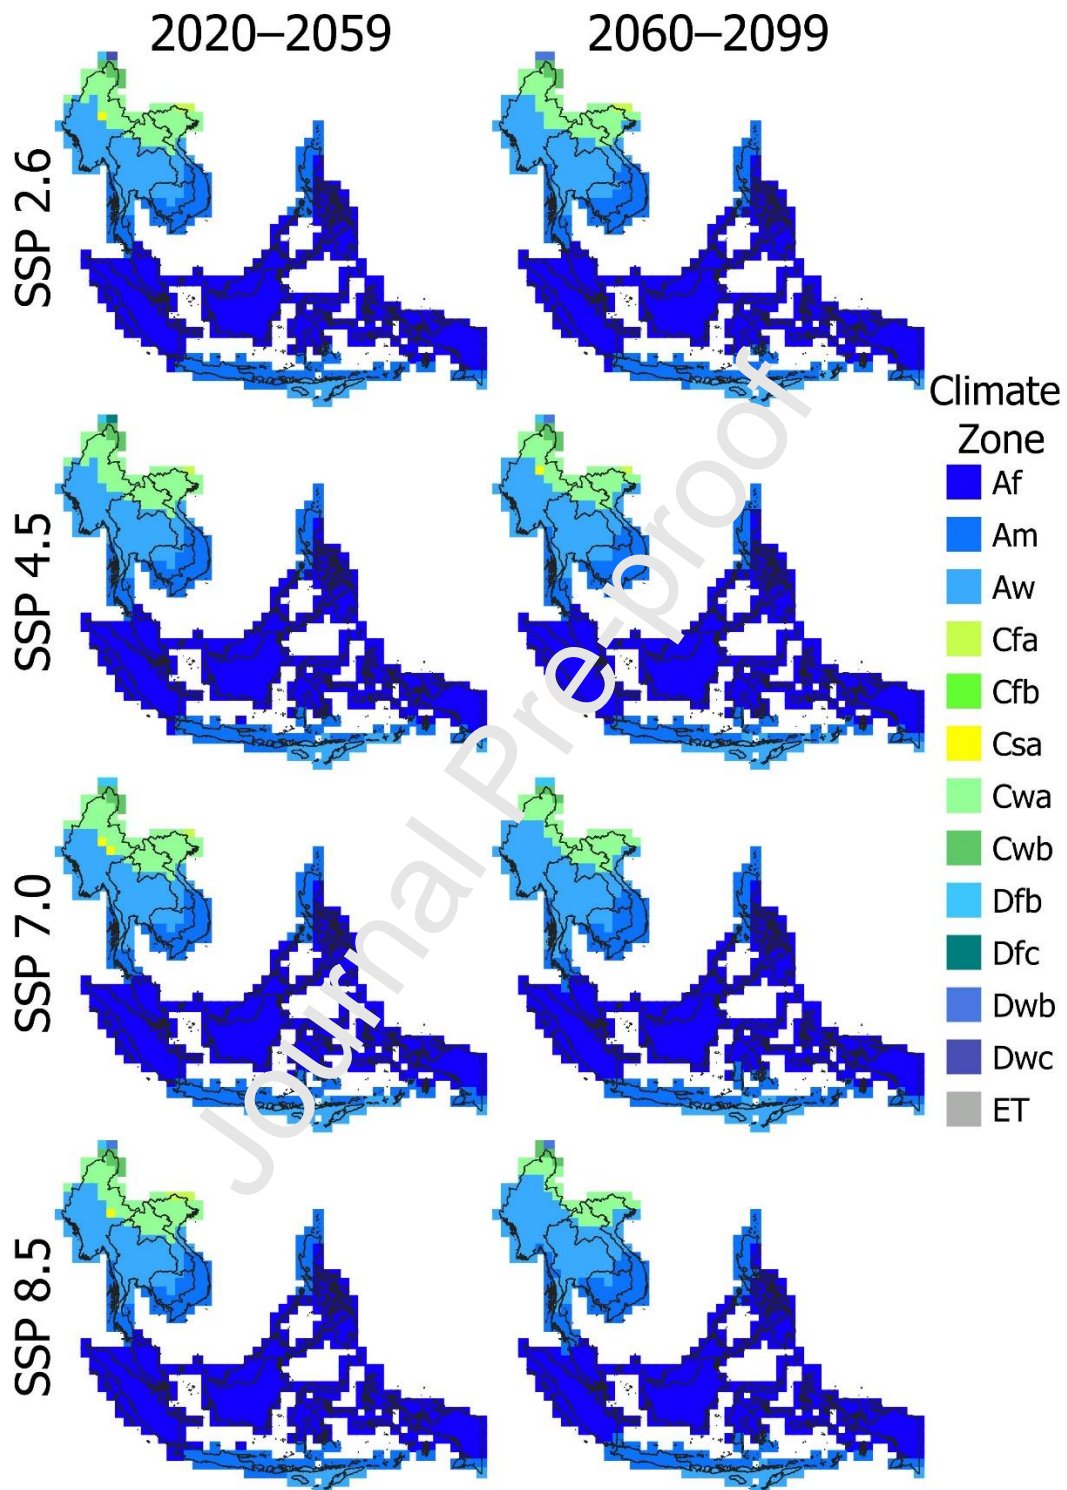 2020–2059
2060–2099
SSP 2.6
SSP 4.5
SSP 7.0
SSP 8.5
Climate
Zone
Af
Am
Aw
Cfa
Cfb
Csa
Cwa
Cwb
Dfb
Dfc
Dwb
Dwc
ET
Journal Pre-proof